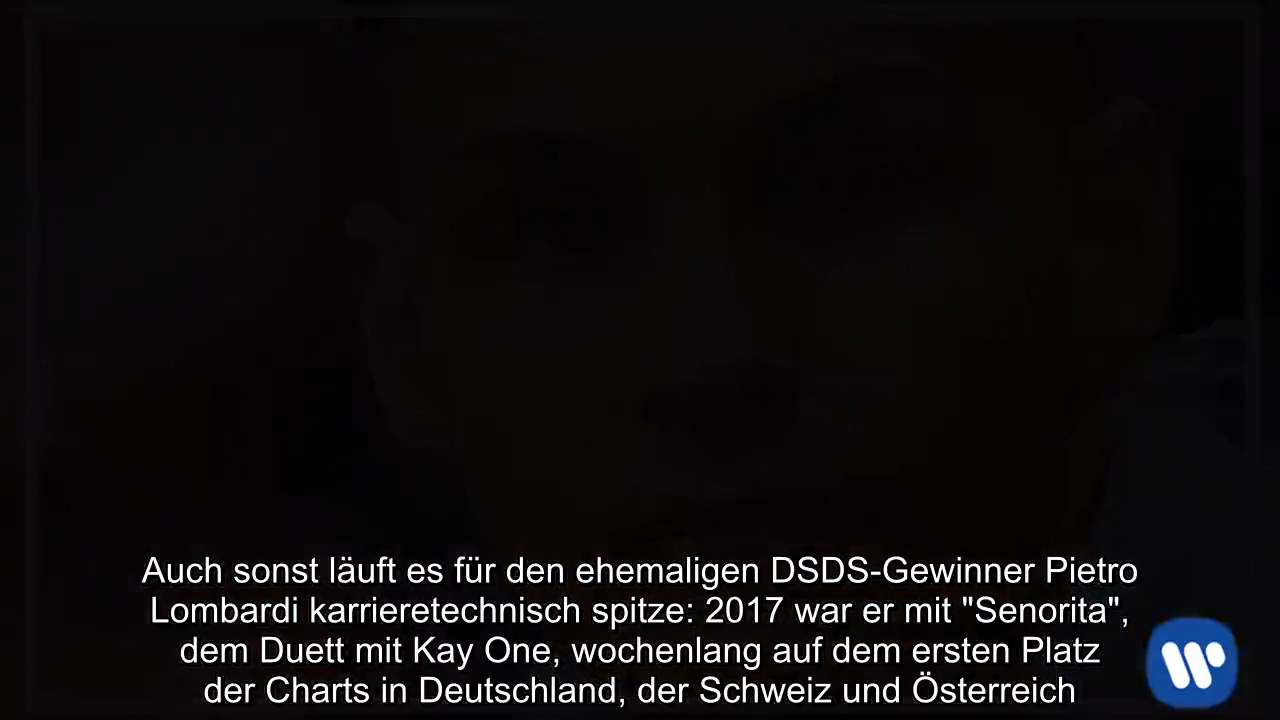 Auch sonst läuft es für den ehemaligen DSDS-Gewinner Pietro
Lombardi karrieretechnisch spitze: 2017 war er mit "Senorita",
dem Duett mit Kay One, wochenlang auf dem ersten Platz
der Charts in Deutschland, der Schweiz und Österreich